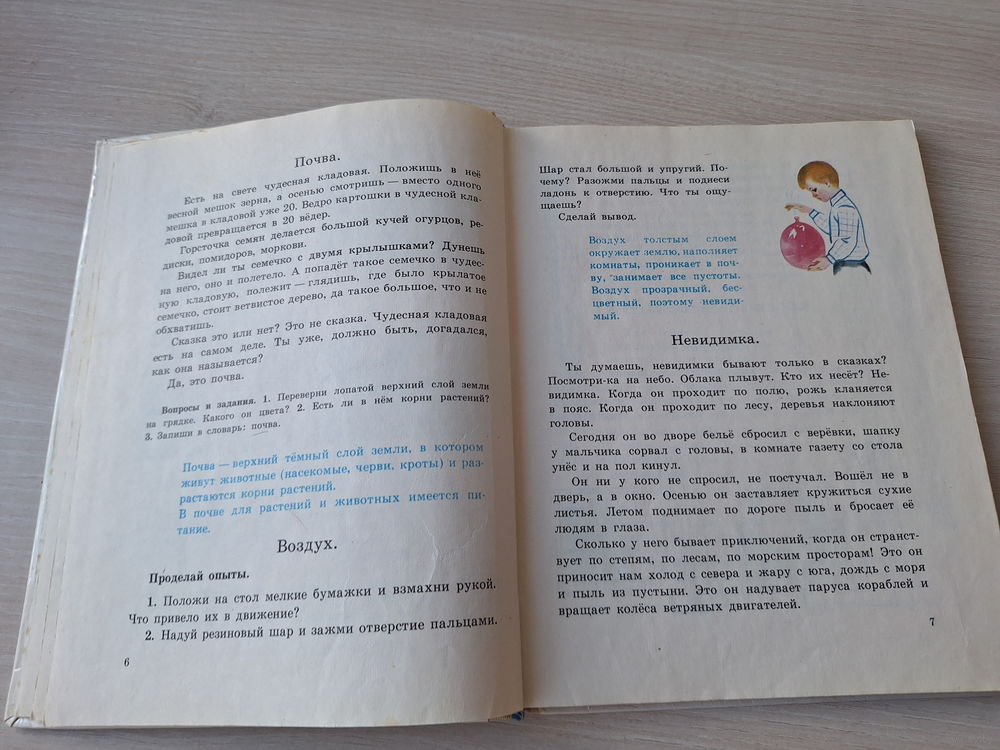 Почва.
Есть на свете чудесная кладовая. Положишь в неё
весной мешок зерна, а осенью смотришь — вместо одного
мешка в кладовой уже 20. Ведро картошки в чудесной кла-
довой превращается в 20 вёдер.
Горсточка семян делается большой кучей огурцов, ре-
диски, помидоров, моркови.
Видел ли ты семечко с двумя крылышками? Дунешь
на него, оно и полетело. А попадёт такое семечко в чудес-
ную кладовую, полежит — глядишь, где было крылатое
семечко, стоит ветвистое дерево, да такое большое, что и не
обхватишь.
Сказка это или нет? Это не сказка. Чудесная кладовая
есть на самом деле. Ты уже, должно быть, догадался,
как она называется?
Да, это почва.
Вопросы и задания. 1. Переверни лопатой верхний слой земли
на грядке. Какого он цвета? 2. Есть ли в нём корни растений?
3. Запиши в словарь: почва.
Почва — верхний тёмный слой земли, в котором
живут животные (насекомые, черви, кроты) и раз-
растаются корни растений.
В почве для растений и животных имеется пи-
тание.
Воздух.
Проделай опыты.
1. Положи на стол мелкие бумажки и взмахни рукой.
Что привело их в движение?
2. Надуй резиновый шар и зажми отверстие пальцами.
6
Шар стал большой и упругий. По-
чему? Разожми пальцы и поднеси
ладонь к отверстию. Что ты ощу-
щаешь?
Сделай вывод.
Воздух толстым слоем
окружает землю, наполняет
комнаты, проникает в поч-
ву, занимает все пустоты.
Воздух прозрачный, бес-
цветный, поэтому невиди-
мый.
Невидимка.
Ты думаешь, невидимки бывают только в сказках?
Посмотри-ка на небо. Облака плывут. Кто их несёт? Не-
видимка. Когда он проходит по полю, рожь кланяется
в пояс. Когда он проходит по лесу, деревья наклоняют
головы.
Сегодня он во дворе бельё сбросил с верёвки, шапку
у мальчика сорвал с головы, в комнате газету со стола
унёс и на пол кинул.
Он ни у кого не спросил, не постучал. Вошёл не в
дверь, а в окно. Осенью он заставляет кружиться сухие
листья. Летом поднимает по дороге пыль и бросает её
людям в глаза.
Сколько у него бывает приключений, когда он странст-
вует по степям, по лесам, по морским просторам! Это он
приносит нам холод с севера и жару с юга, дождь с моря
и пыль из пустыни. Это он надувает паруса кораблей и
вращает колёса ветряных двигателей.
7